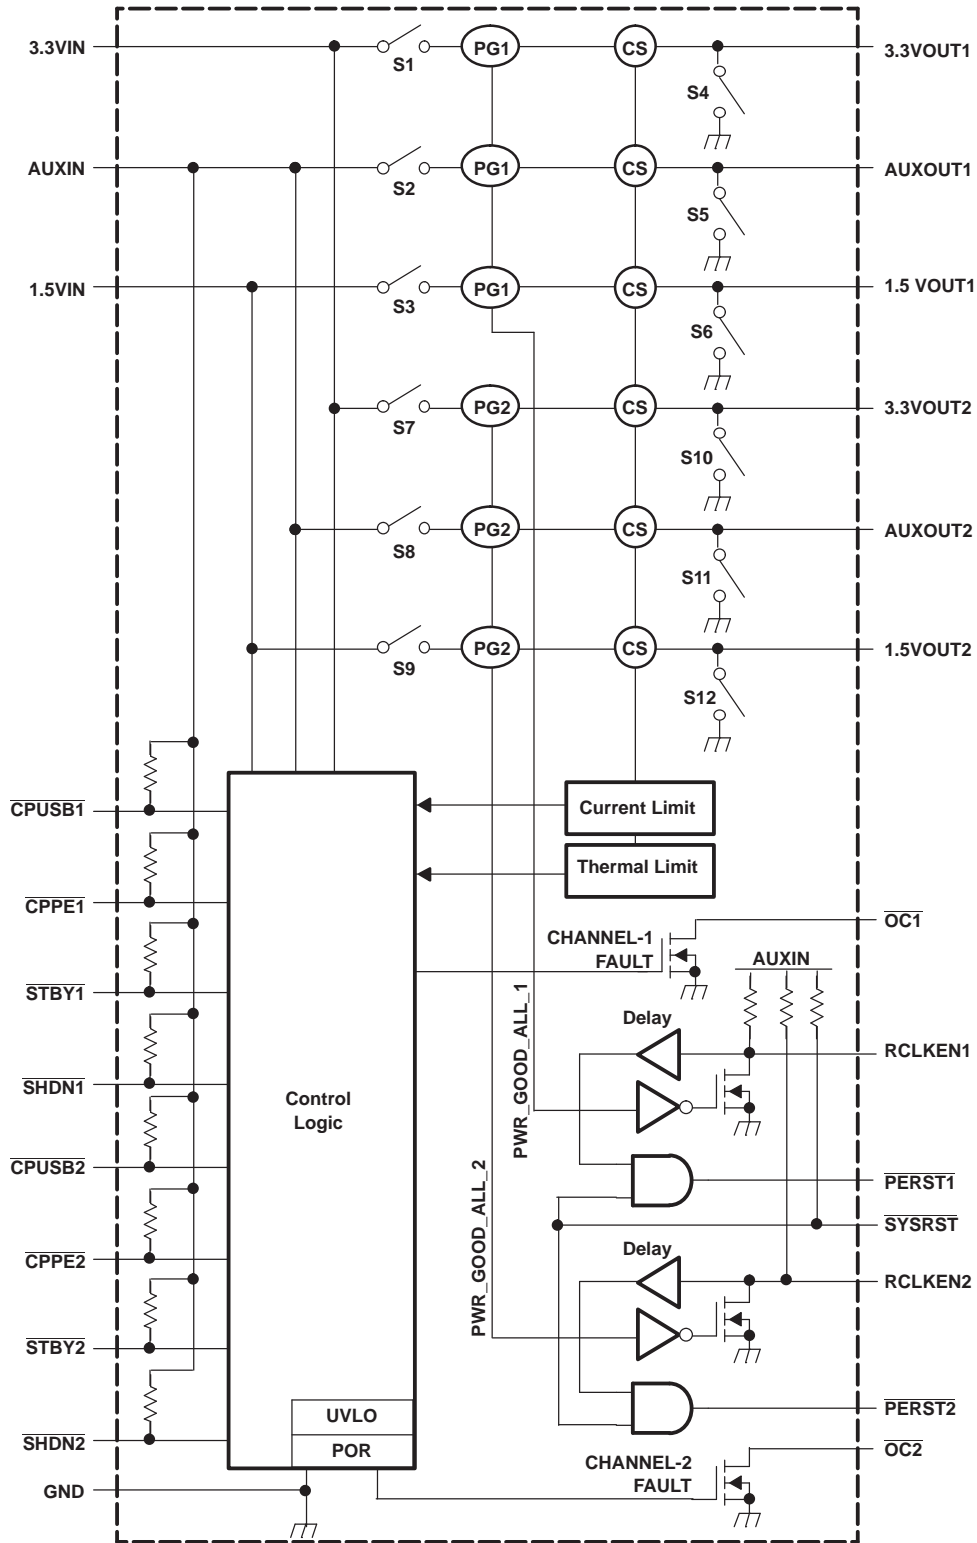 3.3VIN
S1
PG1
CS
3.3VOUT1
S4
AUXIN
S2
PG1
CS
AUXOUT1
S5
1.5VIN
S3
PG1
CS
1.5 VOUT1
S6
S7
PG2
CS
3.3VOUT2
S10
S8
PG2
CS
AUXOUT2
S11
S9
PG2
CS
1.5VOUT2
S12
CPUSB1
CPPE1
STBY1
SHDN1
CPUSB2
CPPE2
STBY2
SHDN2
GND
Control
Logic
UVLO
POR
Current Limit
Thermal Limit
CHANNEL-1
FAULT
OC1
AUXIN
PWR_GOOD_ALL_1
PWR_GOOD_ALL_2
Delay
RCLKEN1
PERST1
SYSRST
Delay
RCLKEN2
PERST2
CHANNEL-2
FAULT
OC2